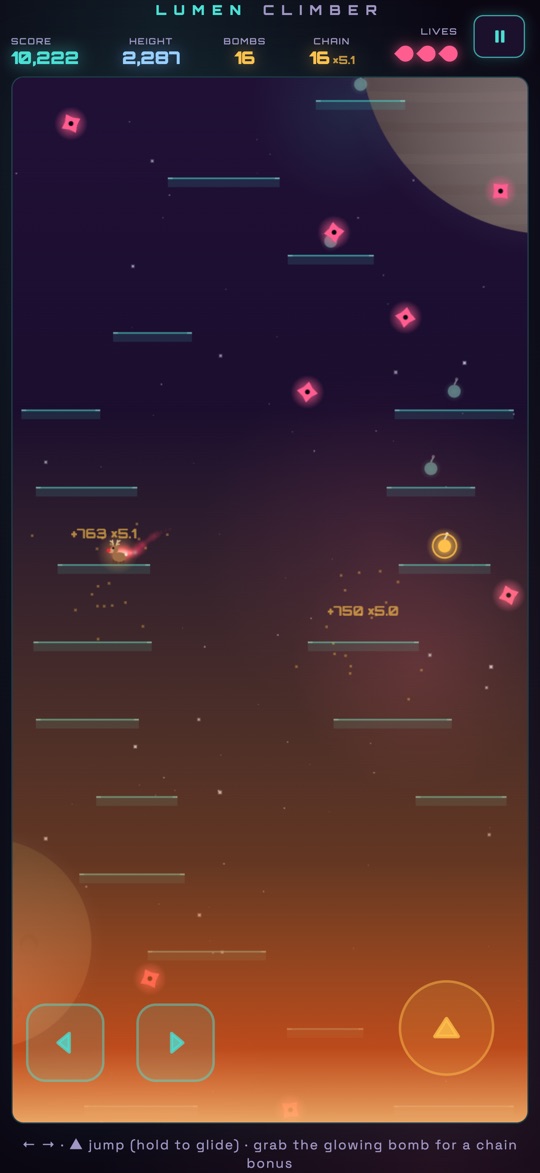 LUMEN CLIMBER
SCORE HEIGHT BOMBS CHAIN LIVES
10,222 2,287 16 16 x5.1
+763 x5.1
+750 x5.0
← → · ▲ jump (hold to glide) · grab the glowing bomb for a chain
bonus